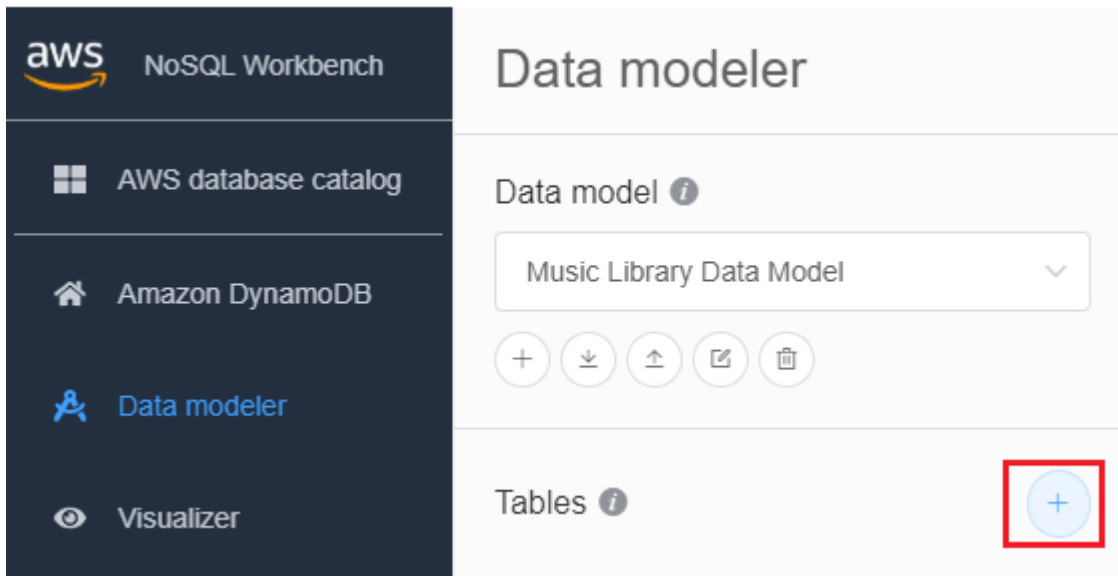 aws
NoSQL Workbench
AWS database catalog
Amazon DynamoDB
Data modeler
Visualizer
Data modeler
Data model
Music Library Data Model
Tables